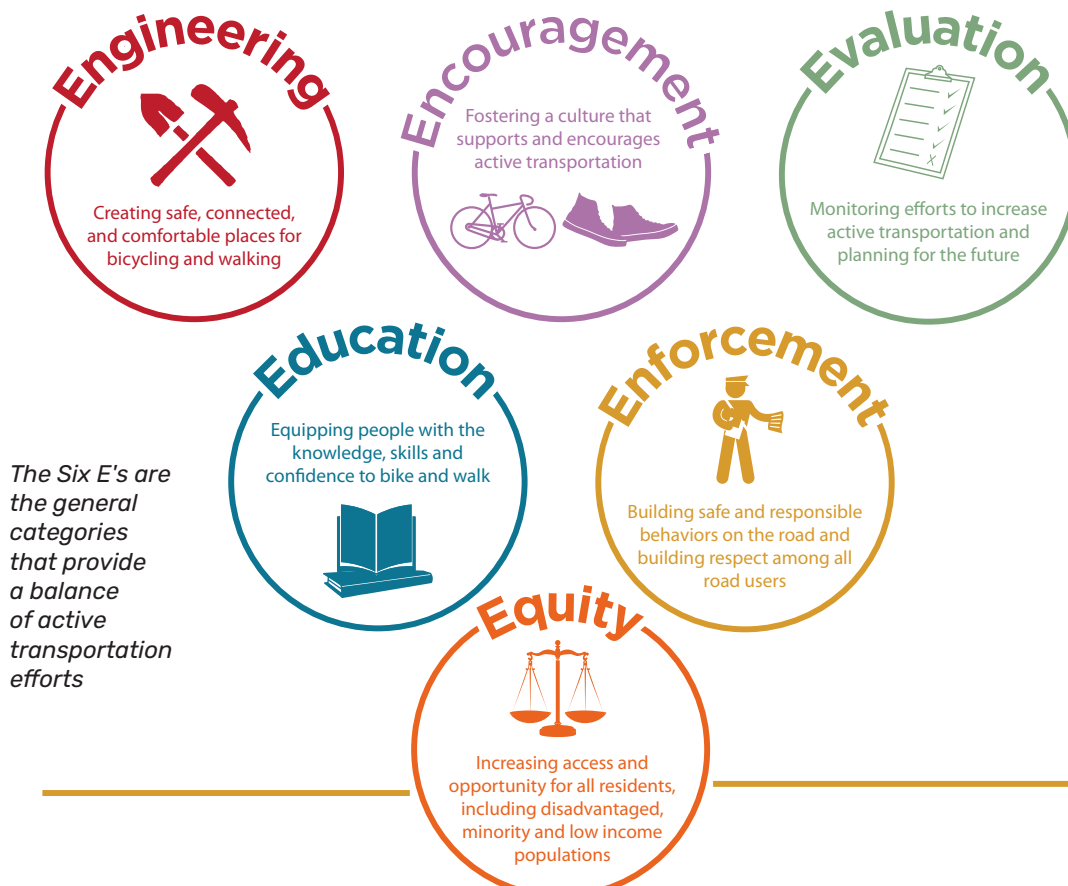 Engineering
Creating safe, connected,
and comfortable places for
bicycling and walking
Encouragement
Fostering a culture that
supports and encourages
active transportation
Evaluation
Monitoring efforts to increase
active transportation and
planning for the future
Education
Equipping people with the
knowledge, skills and
confidence to bike and walk
Enforcement
Building safe and responsible
behaviors on the road and
building respect among all
road users
The Six E's are
the general
categories
that provide
a balance
of active
transportation
efforts
Equity
Increasing access and
opportunity for all residents,
including disadvantaged,
minority and low income
populations